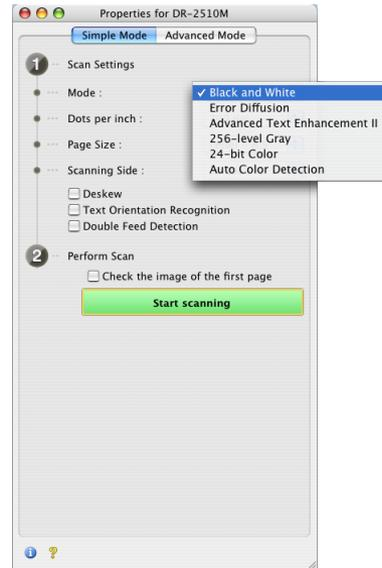 Properties for DR-2510M
Simple Mode Advanced Mode
1 Scan Settings
Mode : ✓ Black and White
Error Diffusion
Dots per inch : Advanced Text Enhancement II
256-level Gray
Page Size : 24-bit Color
Scanning Side : Auto Color Detection
Deskew
Text Orientation Recognition
Double Feed Detection
2 Perform Scan
Check the image of the first page
Start scanning
i ?